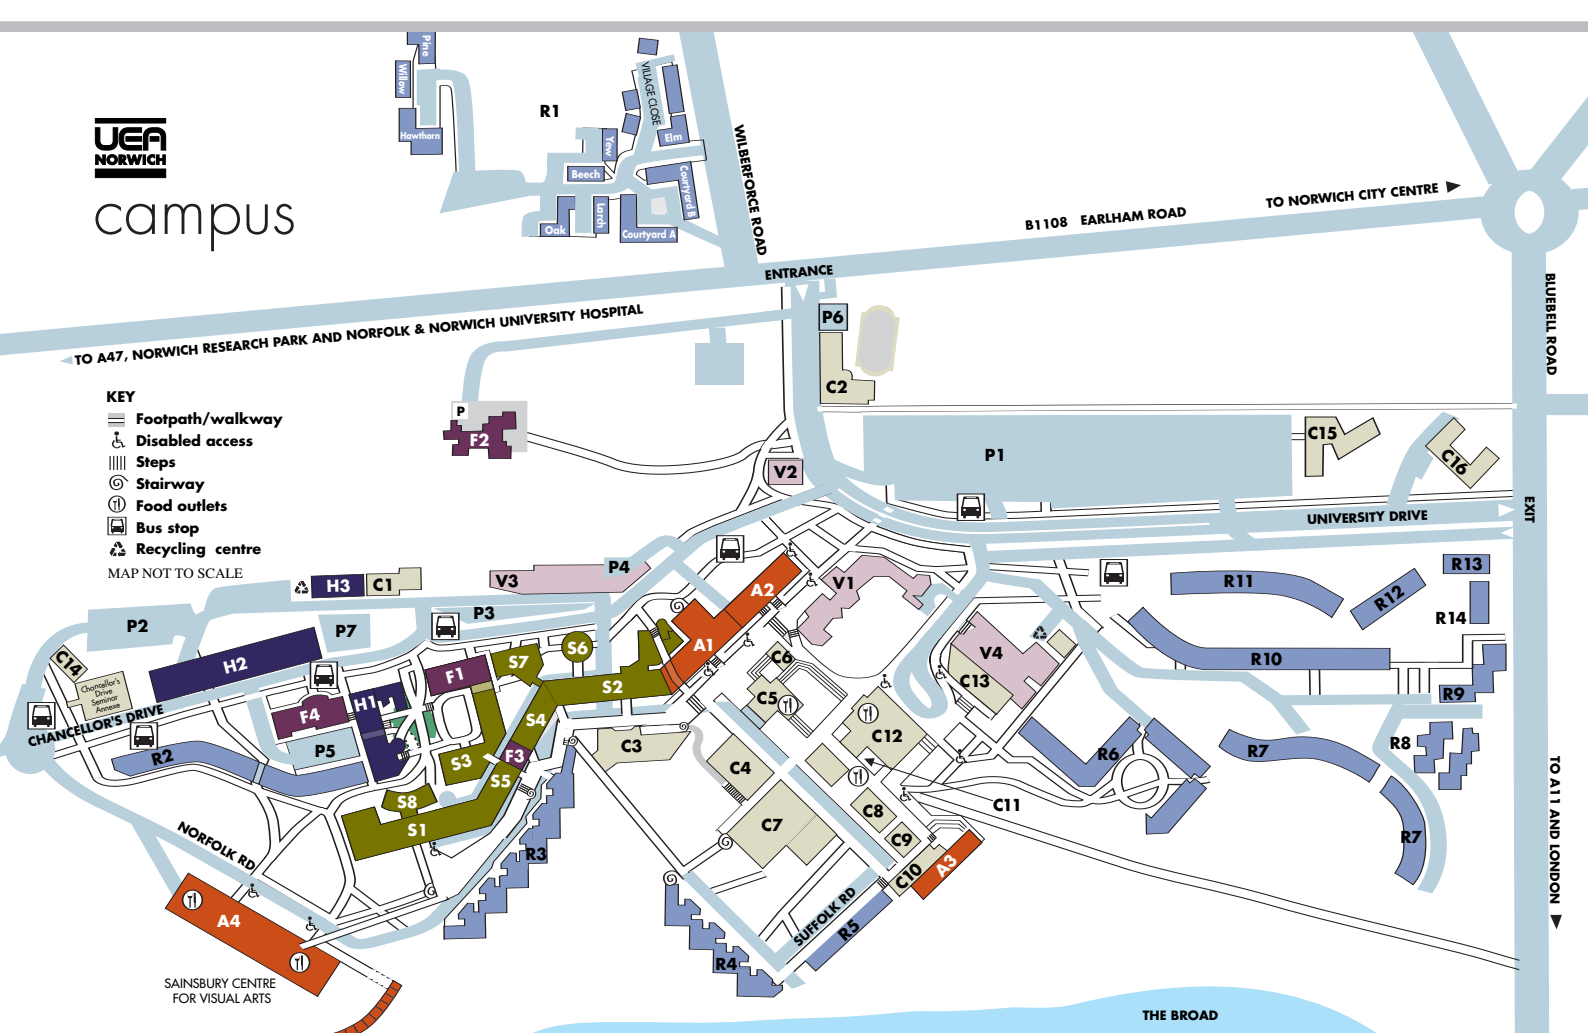 UEA
NORWICH
campus
Pine
Willow
Hawthorn
R1
VILLAGE CLOSE
Elm
Yew
Beech
Larch
Oak
Courtyard A
Courtyard B
WILBERFORCE ROAD
TO NORWICH CITY CENTRE
B1108 EARLHAM ROAD
ENTRANCE
TO A47, NORWICH RESEARCH PARK AND NORFOLK & NORWICH UNIVERSITY HOSPITAL
BLUEBELL ROAD
P6
C2
KEY
Footpath/walkway
Disabled access
Steps
Stairway
Food outlets
Bus stop
Recycling centre
MAP NOT TO SCALE
P
F2
V2
P1
C15
C16
EXIT
UNIVERSITY DRIVE
H3
C1
V3
P4
A2
V1
R11
R12
R13
R14
P2
P7
P3
S6
A1
C6
V4
R10
C14
Chancellor's
Drive
Seminar
Annexe
H2
F1
S7
S2
C5
C13
R9
CHANCELLOR'S DRIVE
F4
H1
S4
C12
R2
P5
S3
F3
S5
C3
C4
R6
R7
R8
S8
S1
C7
C8
C9
C11
R7
NORFOLK RD
R3
C10
A3
TO A11 AND LONDON
A4
SUFFOLK RD
R5
R4
SAINSBURY CENTRE
FOR VISUAL ARTS
THE BROAD